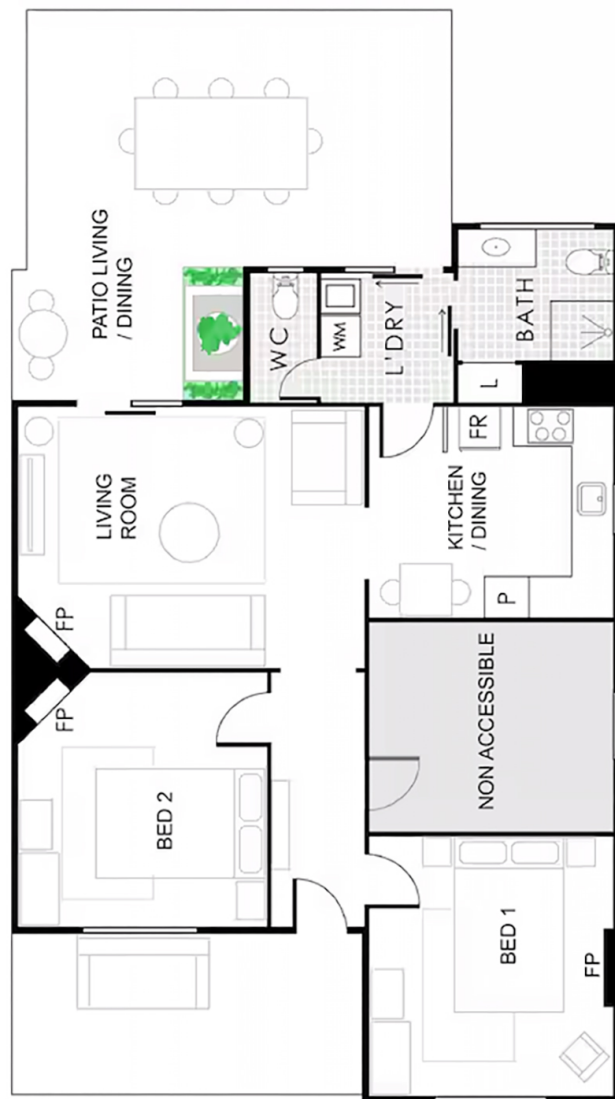 PATIO LIVING
/ DINING
WC
WM
L'DRY
BATH
L
LIVING
ROOM
FR
KITCHEN
/ DINING
P
FP
FP
NON ACCESSIBLE
BED 2
BED 1
FP